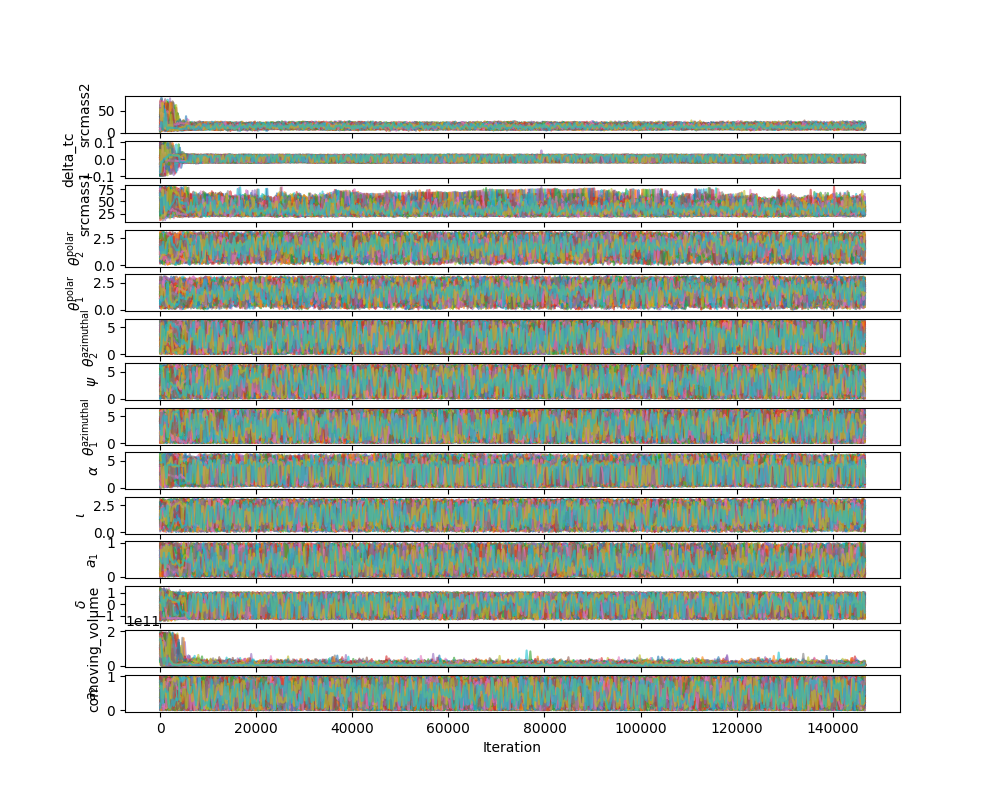 srcmass2
50
0
delta_tc
0.1
0.0
−0.1
srcmass1
75
50
25
θ₂^polar
2.5
0.0
θ₁^polar
2.5
0.0
θ₂^azimuthal
5
0
ψ
5
0
θ₁^azimuthal
5
0
α
5
0
ι
2.5
0.0
a₁
1
0
δ
1
0
−1
comoving_volume
1e11
2
0
1
0
0 20000 40000 60000 80000 100000 120000 140000
Iteration